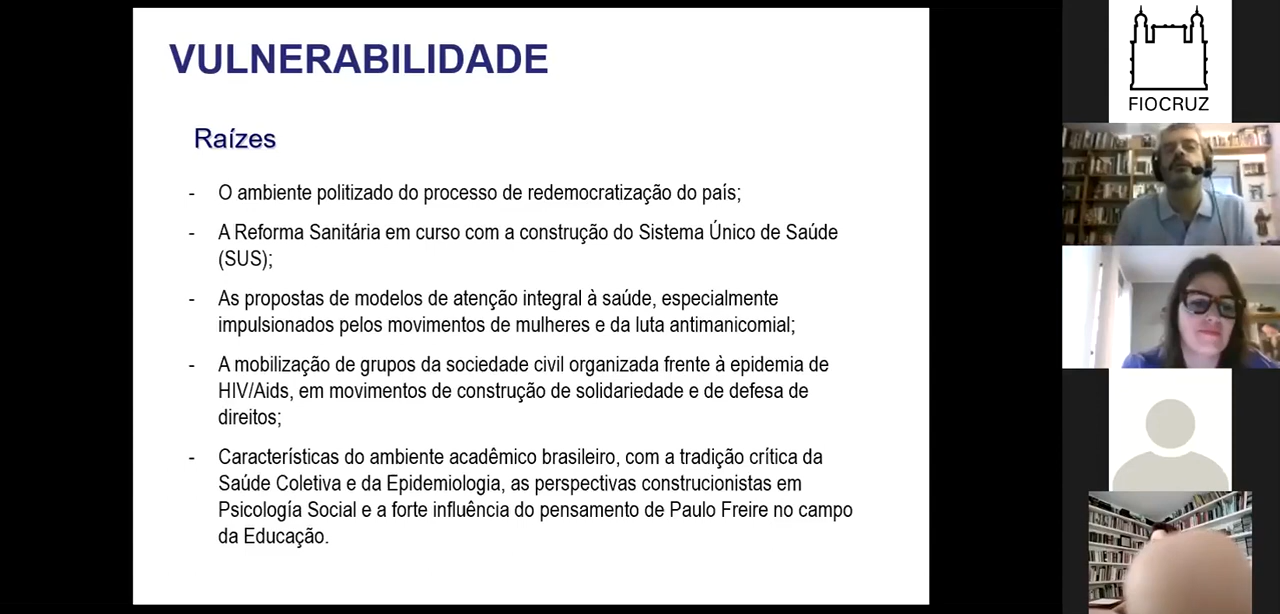 VULNERABILIDADE
Raízes
- O ambiente politizado do processo de redemocratização do país;
- A Reforma Sanitária em curso com a construção do Sistema Único de Saúde
(SUS);
- As propostas de modelos de atenção integral à saúde, especialmente
impulsionados pelos movimentos de mulheres e da luta antimanicomial;
- A mobilização de grupos da sociedade civil organizada frente à epidemia de
HIV/Aids, em movimentos de construção de solidariedade e de defesa de
direitos;
- Características do ambiente acadêmico brasileiro, com a tradição crítica da
Saúde Coletiva e da Epidemiologia, as perspectivas construcionistas em
Psicología Social e a forte influência do pensamento de Paulo Freire no campo
da Educação.
FIOCRUZ